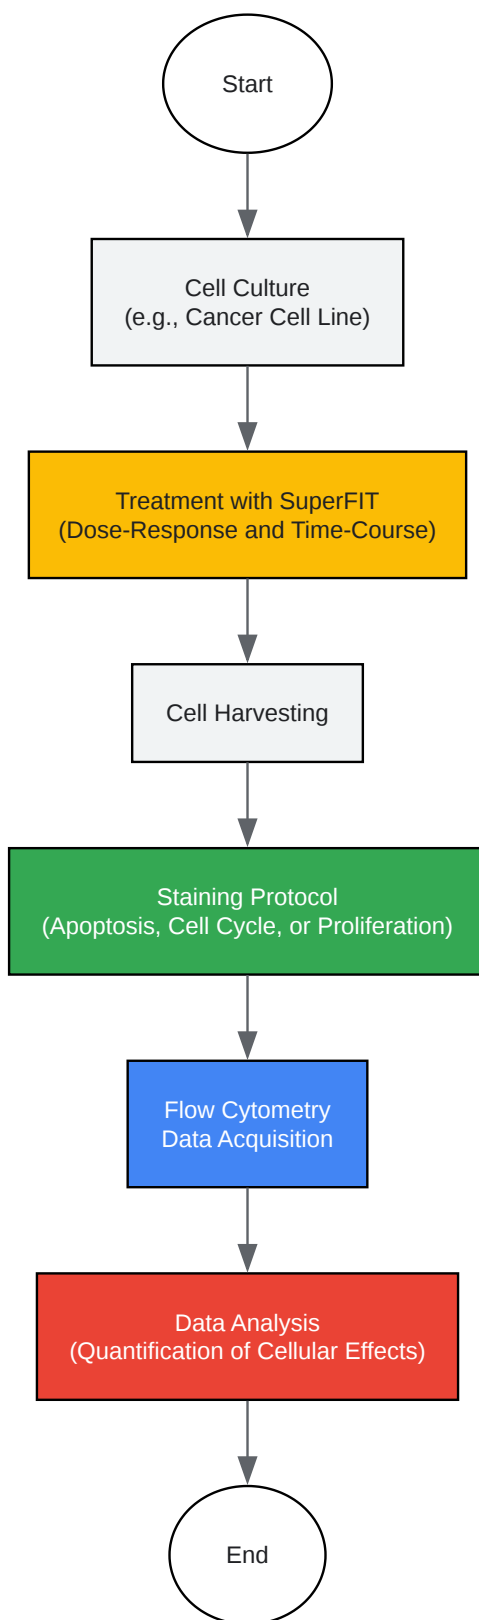 Start
Cell Culture
(e.g., Cancer Cell Line)
Treatment with SuperFIT
(Dose-Response and Time-Course)
Cell Harvesting
Staining Protocol
(Apoptosis, Cell Cycle, or Proliferation)
Flow Cytometry
Data Acquisition
Data Analysis
(Quantification of Cellular Effects)
End